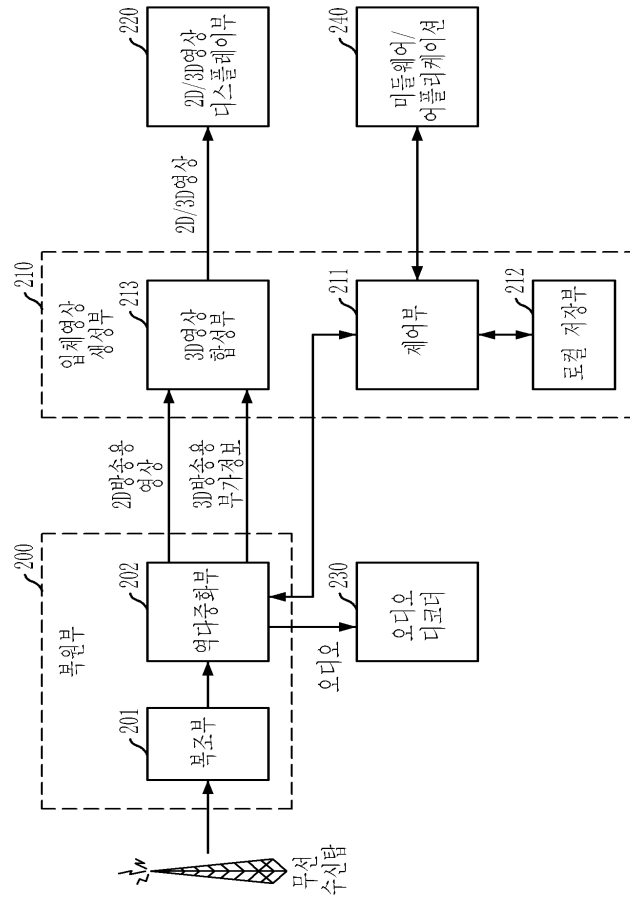 무선
수신탑
200
복원부
201
복조부
202
역다중화부
2D방송용
영상
3D방송용
부가정보
오디오
230
오디오
디코더
210
입체영상
생성부
213
3D영상
합성부
211
제어부
212
로컬 저장부
2D/3D영상
220
2D/3D영상
디스플레이부
240
미들웨어/
어플리케이션